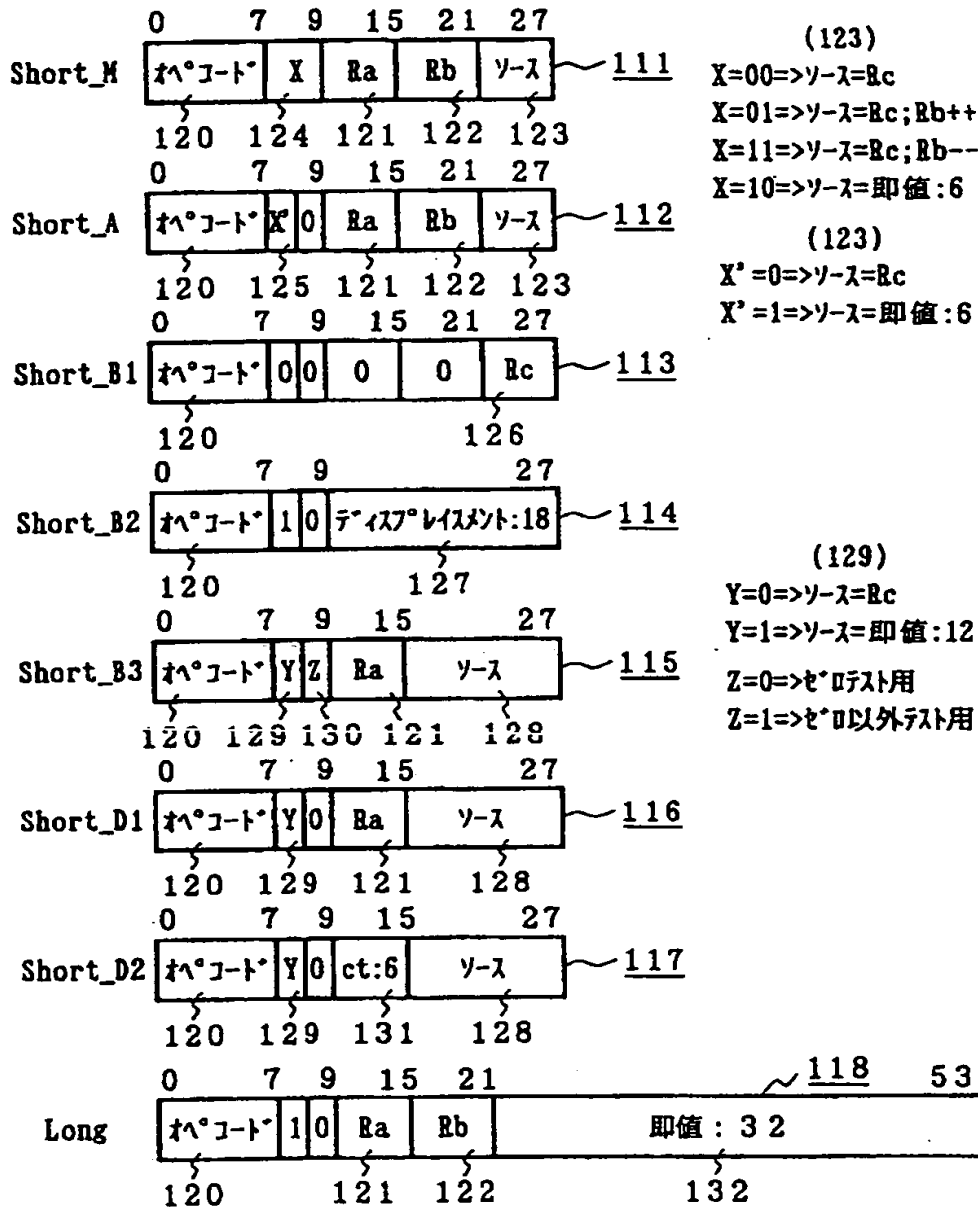 0 7 9 15 21 27
Short_M オペコード X Ra Rb ソース 111
120 124 121 122 123
(123)
X=00=>ソース=Rc
X=01=>ソース=Rc;Rb++
X=11=>ソース=Rc;Rb--
X=10=>ソース=即値:6
0 7 9 15 21 27
Short_A オペコード X' 0 Ra Rb ソース 112
120 125 121 122 123
(123)
X'=0=>ソース=Rc
X'=1=>ソース=即値:6
0 7 9 15 21 27
Short_B1 オペコード 0 0 0 0 Rc 113
120 126
0 7 9 27
Short_B2 オペコード 1 0 ディスプレイスメント:18 114
120 127
0 7 9 15 27
Short_B3 オペコード Y Z Ra ソース 115
120 129 130 121 128
(129)
Y=0=>ソース=Rc
Y=1=>ソース=即値:12
Z=0=>ゼロテスト用
Z=1=>ゼロ以外テスト用
0 7 9 15 27
Short_D1 オペコード Y 0 Ra ソース 116
120 129 121 128
0 7 9 15 27
Short_D2 オペコード Y 0 ct:6 ソース 117
120 129 131 128
0 7 9 15 21 118 53
Long オペコード 1 0 Ra Rb 即値:32
120 121 122 132